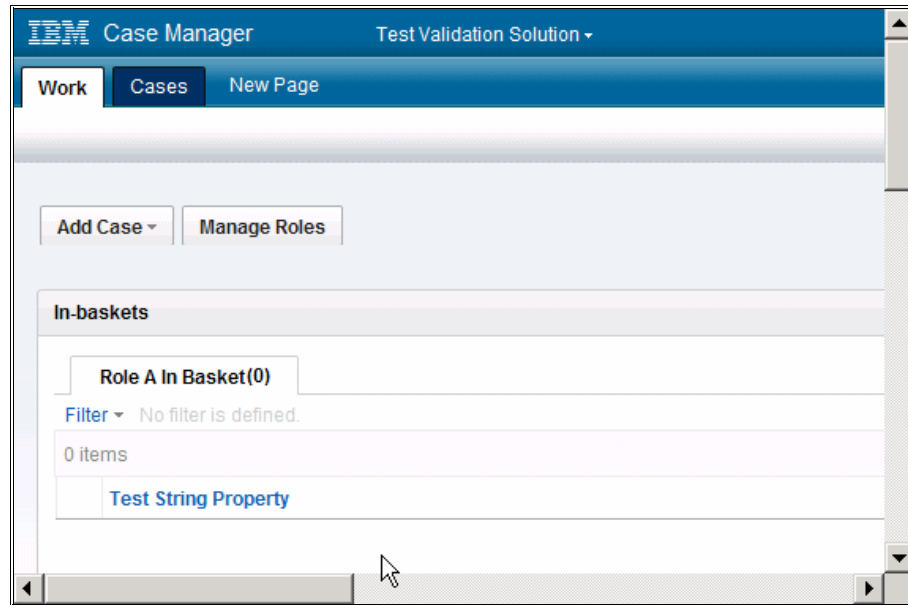 IBM Case Manager Test Validation Solution
Work Cases New Page
Add Case Manage Roles
In-baskets
Role A In Basket(0)
Filter No filter is defined.
0 items
Test String Property